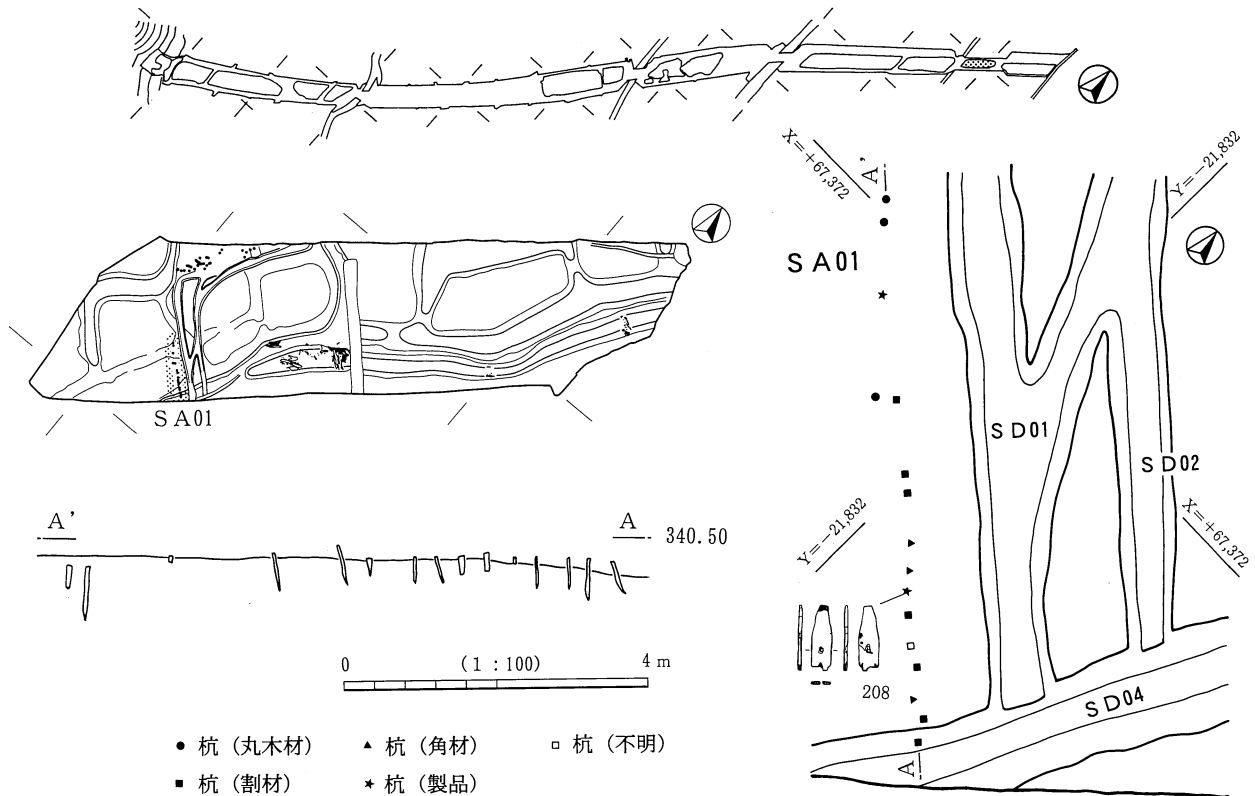 X=+67,372
A'
Y=-21,832
SA01
SD01
SD02
SA01
Y=-21,832
X=+67,372
A'
A
340.50
208
SD04
A
0 (1:100) 4m
● 杭（丸木材） ▲ 杭（角材） □ 杭（不明）
■ 杭（割材） ★ 杭（製品）